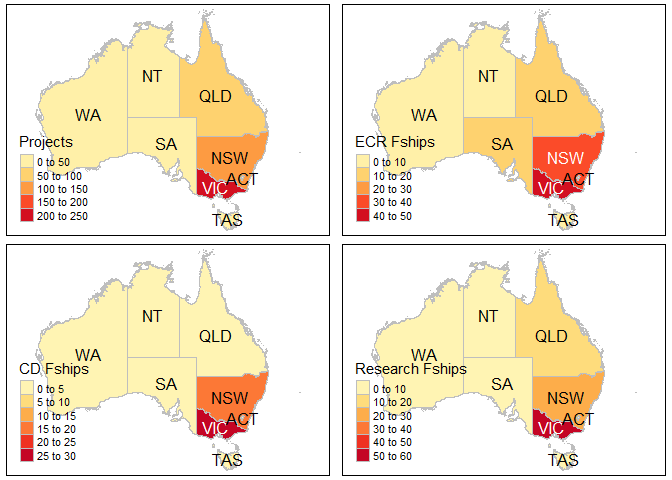 NT
QLD
WA
Projects
SA
0 to 50
50 to 100
NSW
100 to 150
ACT
150 to 200
VIC
200 to 250
TAS
NT
QLD
WA
ECR Fships
SA
0 to 10
10 to 20
NSW
20 to 30
ACT
30 to 40
VIC
40 to 50
TAS
NT
QLD
WA
CD Fships
SA
0 to 5
5 to 10
NSW
10 to 15
ACT
15 to 20
VIC
20 to 25
25 to 30
TAS
NT
QLD
WA
Research Fships
SA
0 to 10
10 to 20
NSW
20 to 30
ACT
30 to 40
VIC
40 to 50
50 to 60
TAS